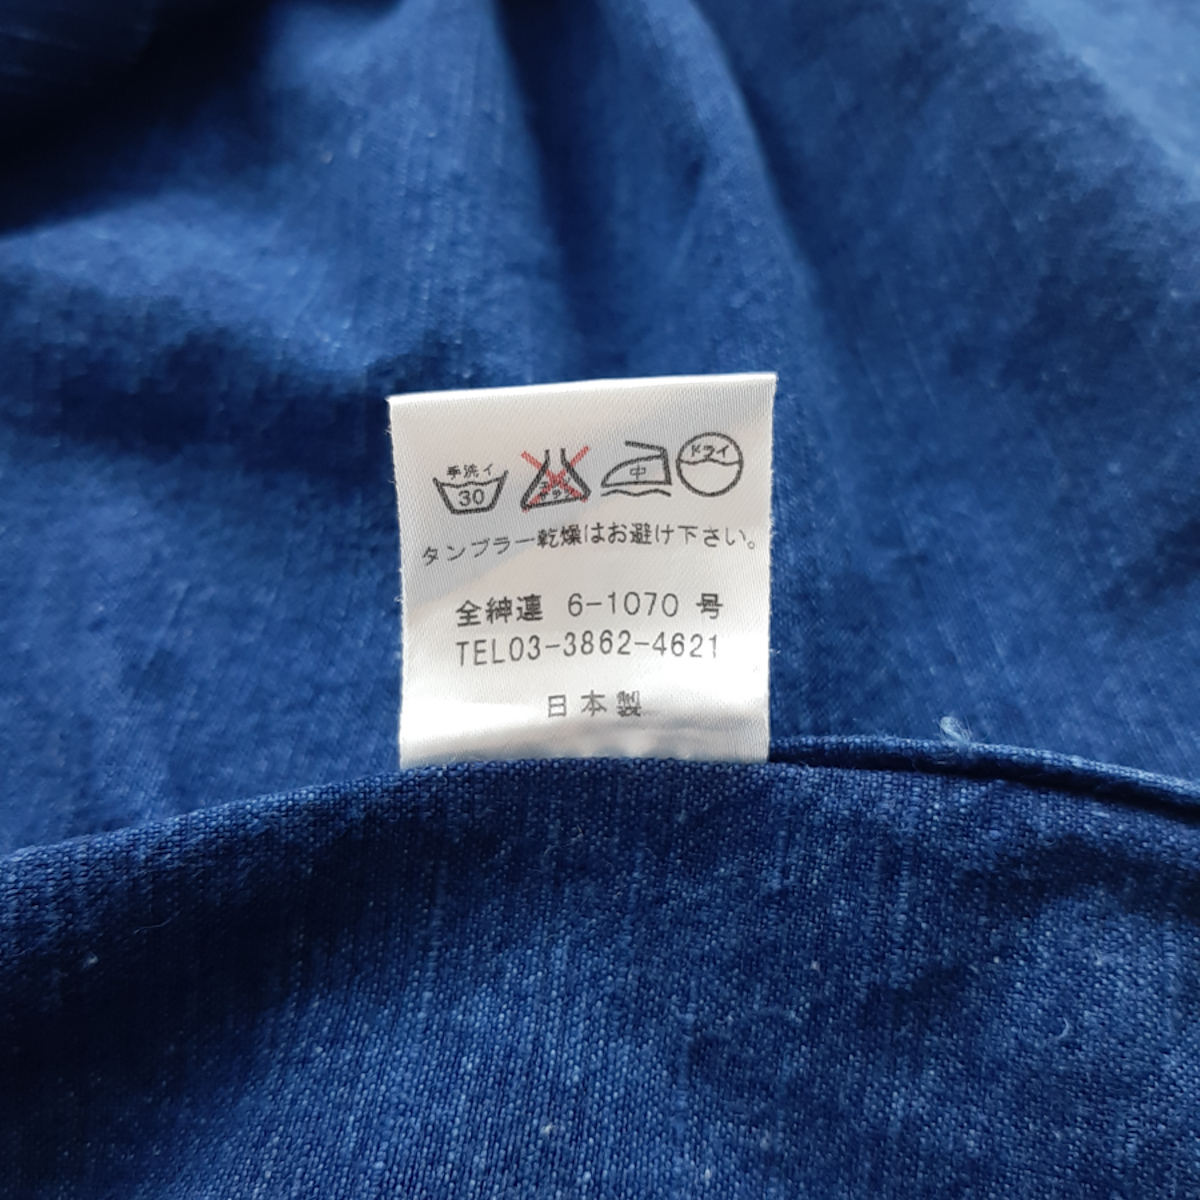 手洗イ 30 中 ドライ
タンブラー乾燥はお避け下さい。
全紳連 6-1070 号
TEL03-3862-4621
日本製